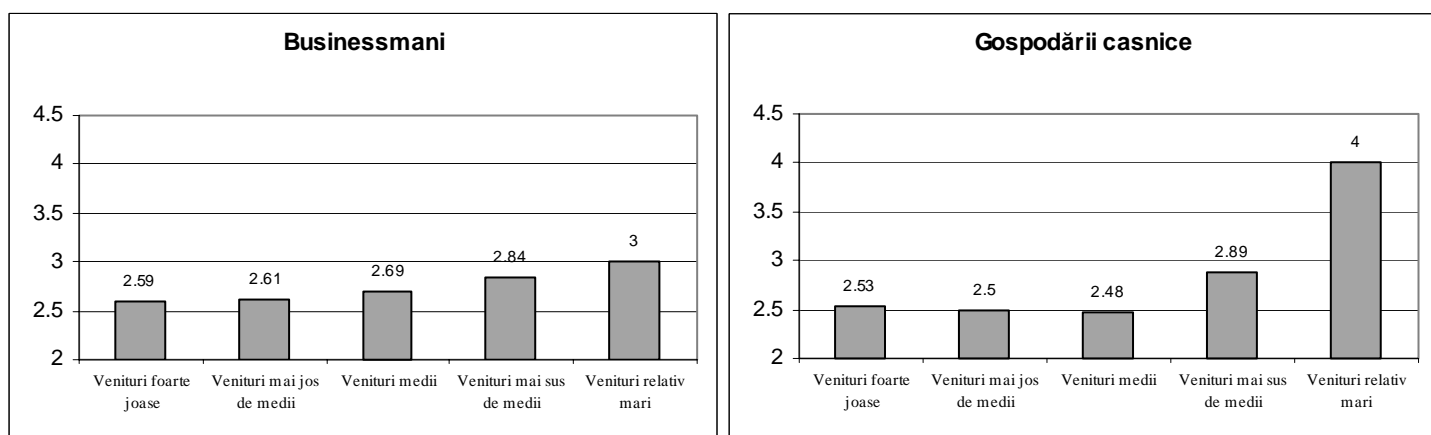 Businessmani
4.5
4
3.5
3
2.5
2
2.59
2.61
2.69
2.84
3
Venituri foarte
joase
Venituri mai jos
de medii
Venituri medii
Venituri mai sus
de medii
Venituri relativ
mari
Gospodării casnice
4.5
4
3.5
3
2.5
2
2.53
2.5
2.48
2.89
4
Venituri foarte
joase
Venituri mai jos
de medii
Venituri medii
Venituri mai sus
de medii
Venituri relativ
mari